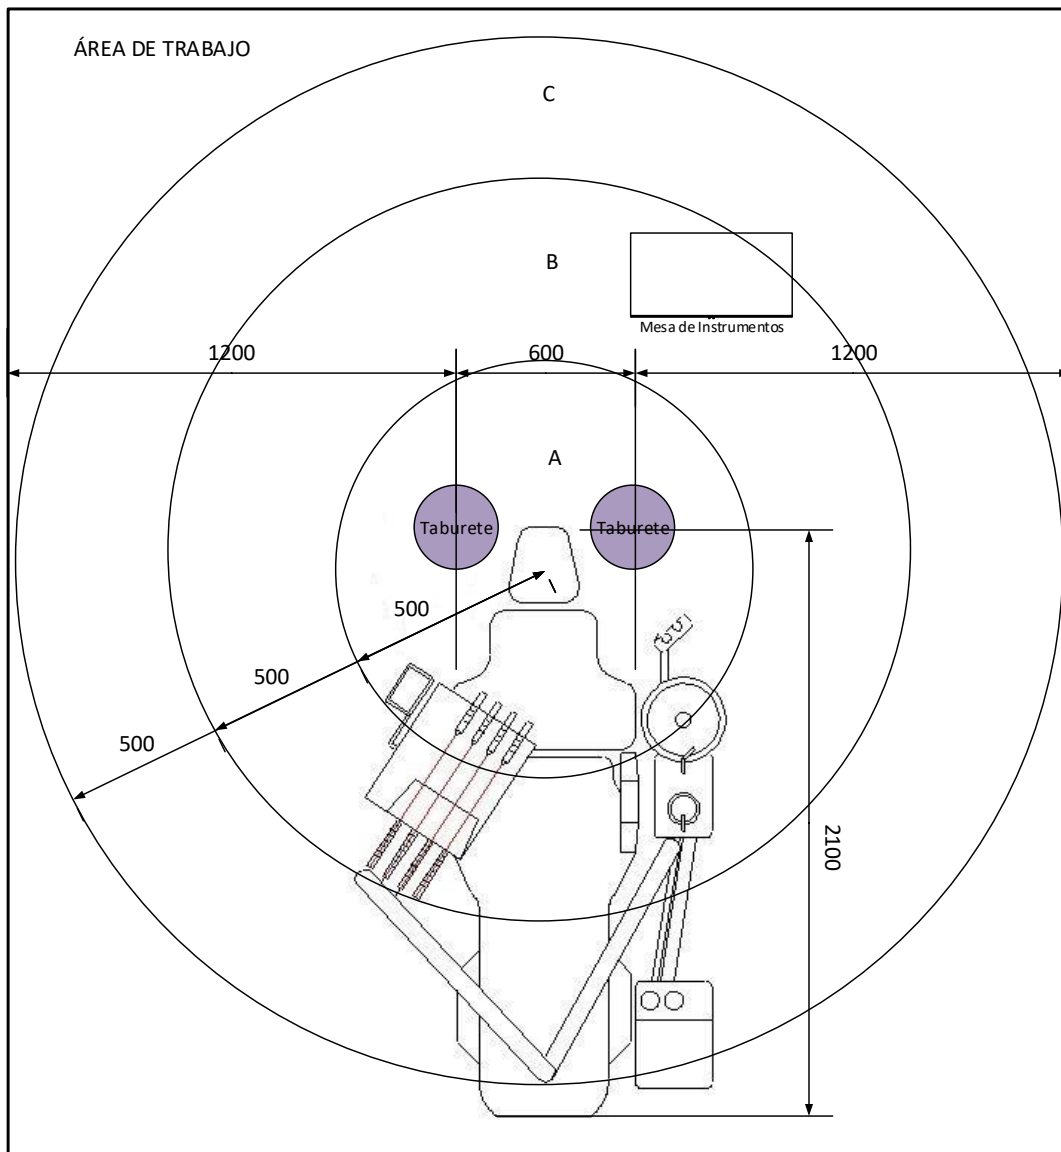 ÁREA DE TRABAJO
C
B
Mesa de Instrumentos
1200
600
1200
A
Taburete
Taburete
500
500
500
2100